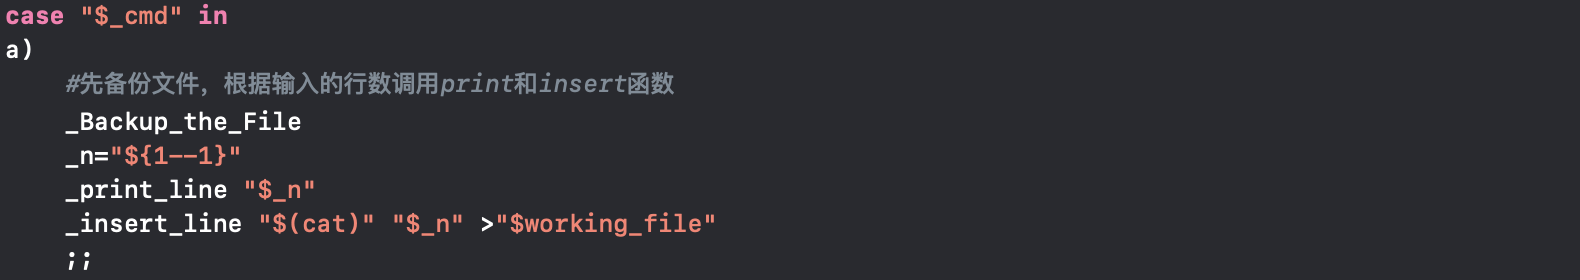 case "$_cmd" in
a)
#先备份文件，根据输入的行数调用print和insert函数
_Backup_the_File
_n="${1--1}"
_print_line "$_n"
_insert_line "$(cat)" "$_n" >"$working_file"
;;